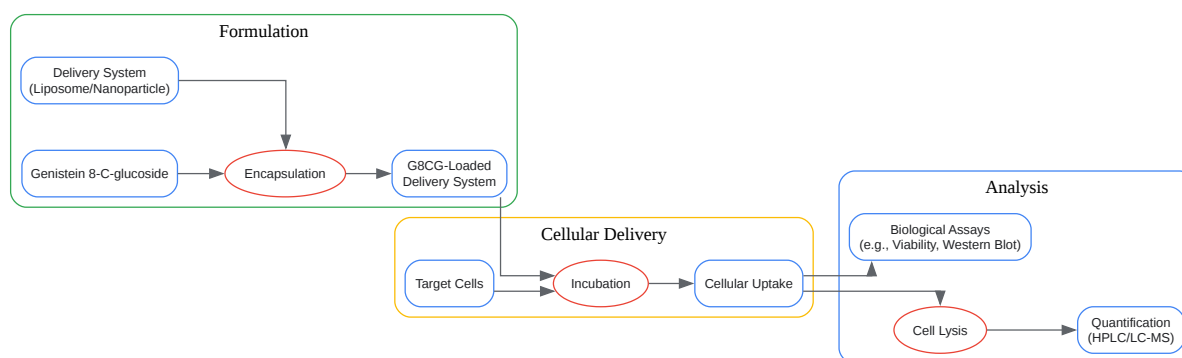 Formulation
Delivery System
(Liposome/Nanoparticle)
Genistein 8-C-glucoside
Encapsulation
G8CG-Loaded
Delivery System
Cellular Delivery
Target Cells
Incubation
Cellular Uptake
Analysis
Biological Assays
(e.g., Viability, Western Blot)
Cell Lysis
Quantification
(HPLC/LC-MS)